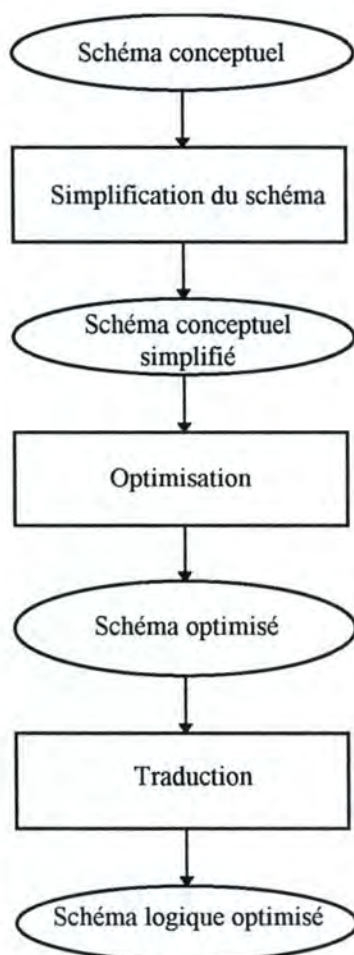 Schéma conceptuel
Simplification du schéma
Schéma conceptuel
simplifié
Optimisation
Schéma optimisé
Traduction
Schéma logique optimisé